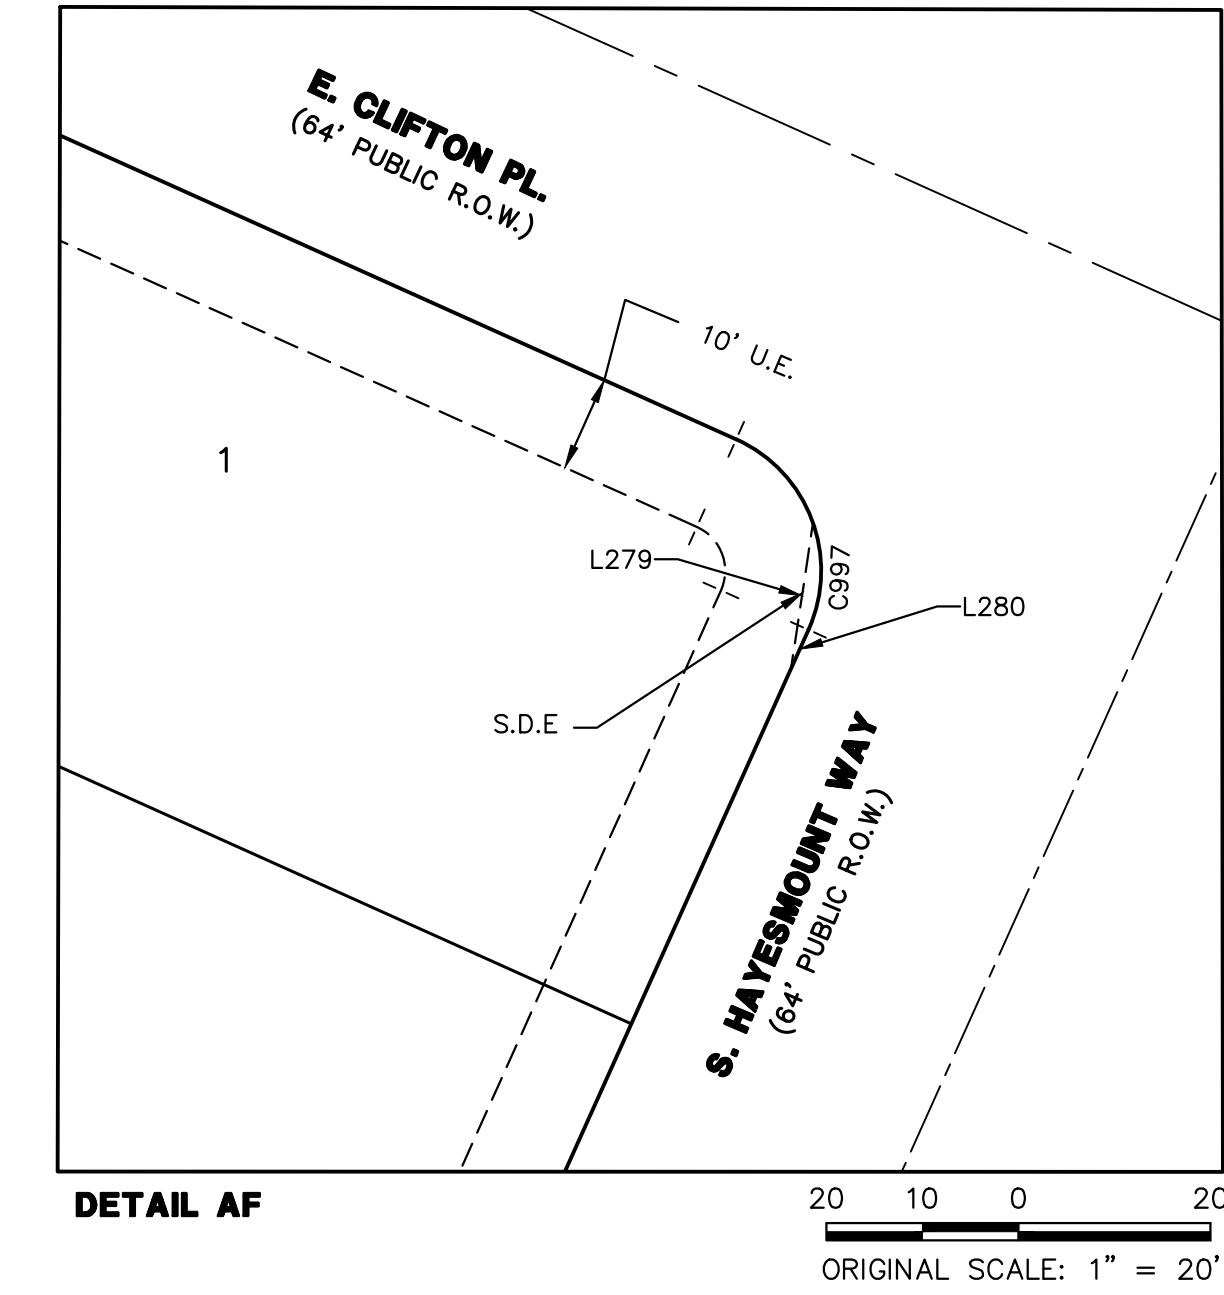 E. CLIFTON PL.
(64' PUBLIC R.O.W.)
10' U.E.
1
L279
C997
L280
S.D.E
S. HAYESMOUNT WAY
(64' PUBLIC R.O.W.)
DETAIL AF
20 10 0 20
ORIGINAL SCALE: 1" = 20'